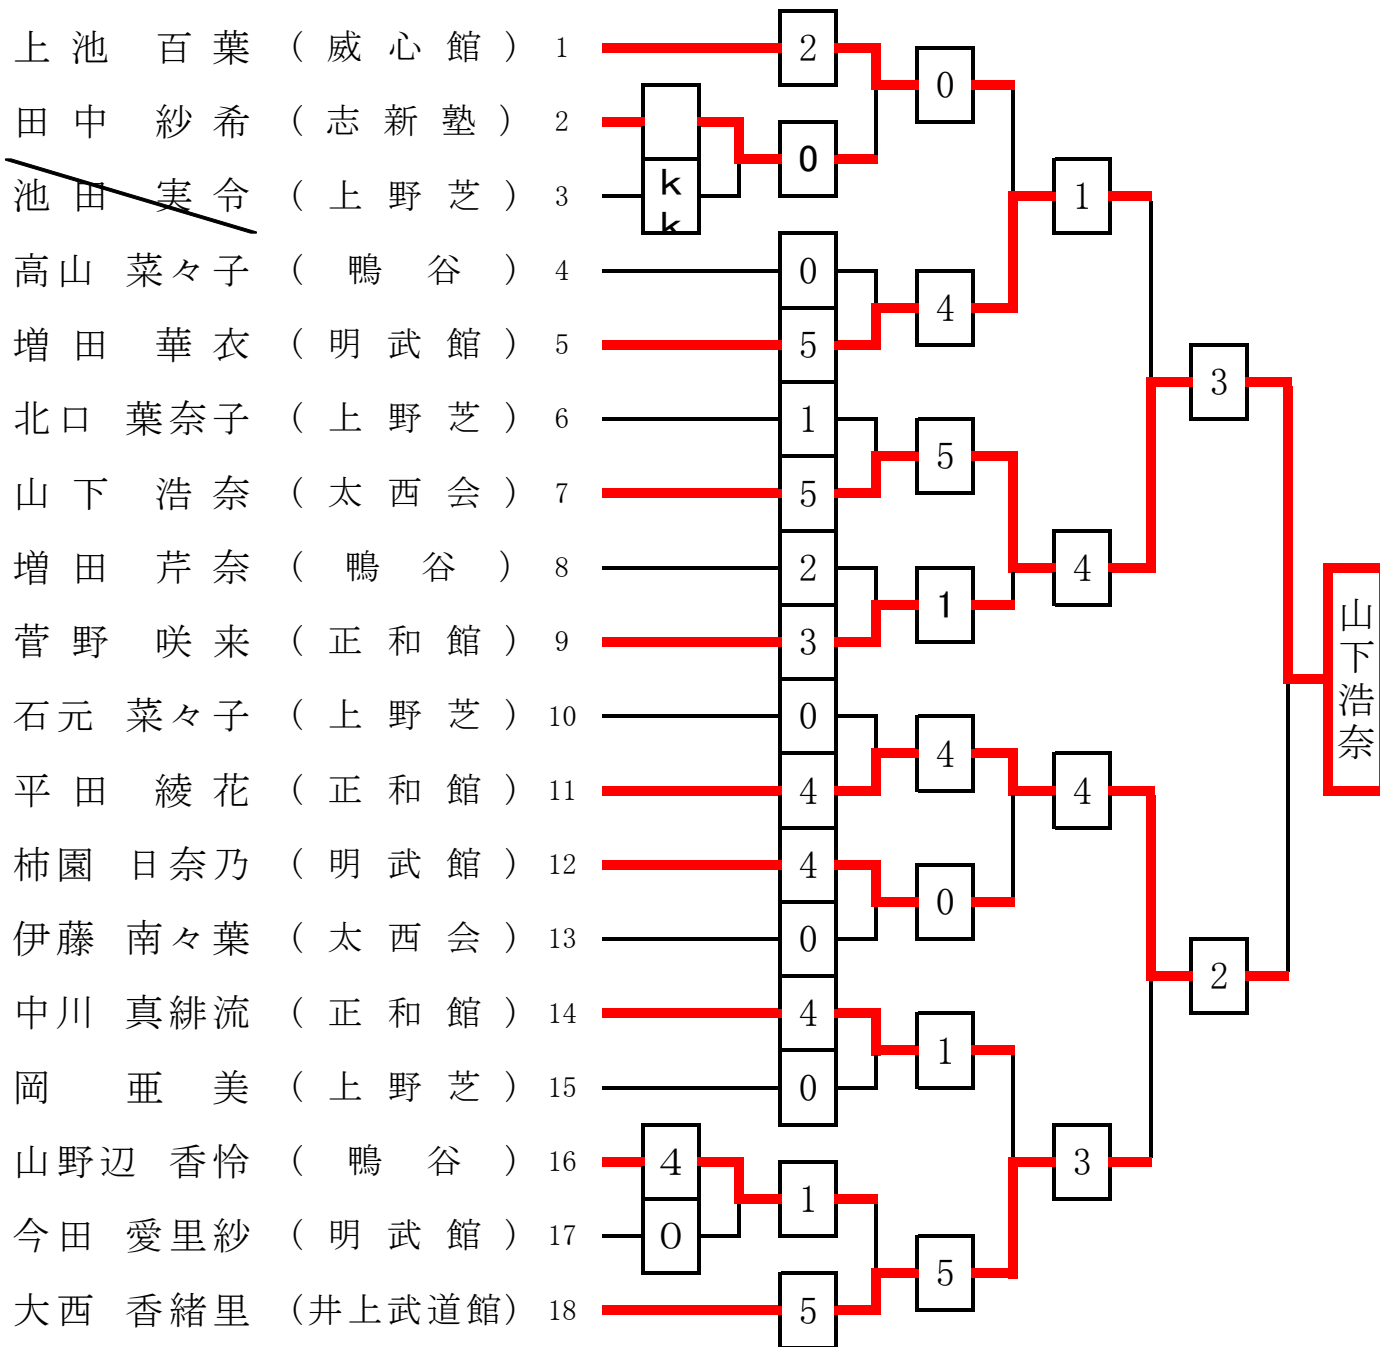 上池 百葉 (威心館) 1 2
0
田中 紗希 (志新塾) 2
0
池田 実令 (上野芝) 3 k
k
1
高山 菜々子 (鴨谷) 4 0
4
増田 華衣 (明武館) 5 5
3
北口 葉奈子 (上野芝) 6 1
5
山下 浩奈 (太西会) 7 5
増田 芹奈 (鴨谷) 8 2
4
1
菅野 咲来 (正和館) 9 3
山下浩奈
石元 菜々子 (上野芝) 10 0
4
平田 綾花 (正和館) 11 4
4
柿園 日奈乃 (明武館) 12 4
0
伊藤 南々葉 (太西会) 13 0
2
中川 真緋流 (正和館) 14 4
1
岡 亜美 (上野芝) 15 0
山野辺 香怜 (鴨谷) 16 4
3
1
今田 愛里紗 (明武館) 17 0
5
大西 香緒里 (井上武道館) 18 5